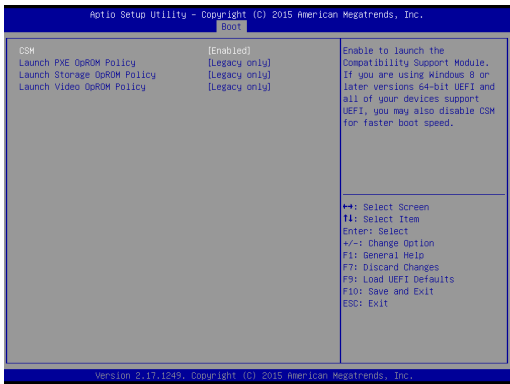 Aptio Setup Utility – Copyright (C) 2015 American Megatrends, Inc.
Boot
CSM [Enabled]
Launch PXE OpROM Policy [Legacy only]
Launch Storage OpROM Policy [Legacy only]
Launch Video OpROM Policy [Legacy only]
Enable to launch the
Compatibility Support Module.
If you are using Windows 8 or
later versions 64-bit UEFI and
all of your devices support
UEFI, you may also disable CSM
for faster boot speed.
↔: Select Screen
↑↓: Select Item
Enter: Select
+/-: Change Option
F1: General Help
F7: Discard Changes
F9: Load UEFI Defaults
F10: Save and Exit
ESC: Exit
Version 2.17.1249. Copyright (C) 2015 American Megatrends, Inc.